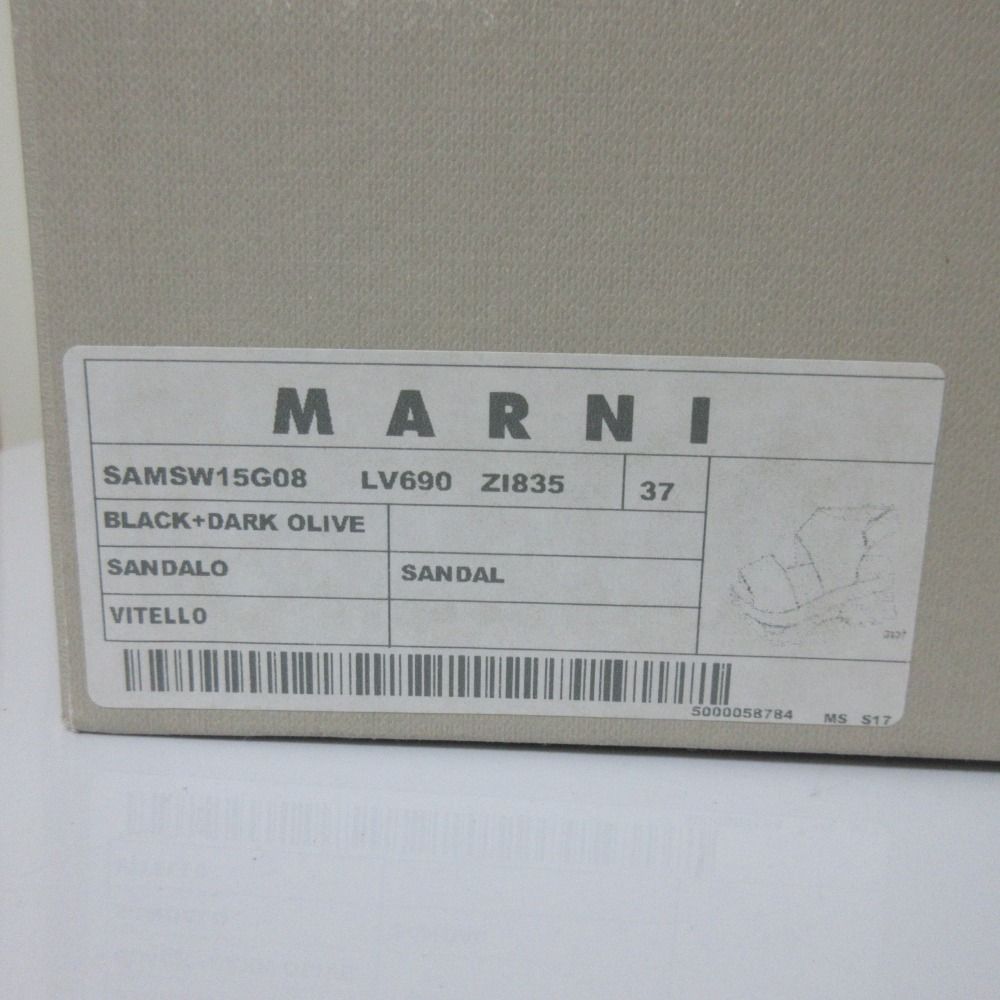 MARNI
SAMSW15G08 LV690 ZI835 37
BLACK+DARK OLIVE
SANDALO SANDAL
VITELLO
S000058784 MS S17